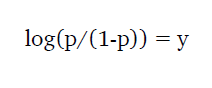 log(p/(1-p)) = y